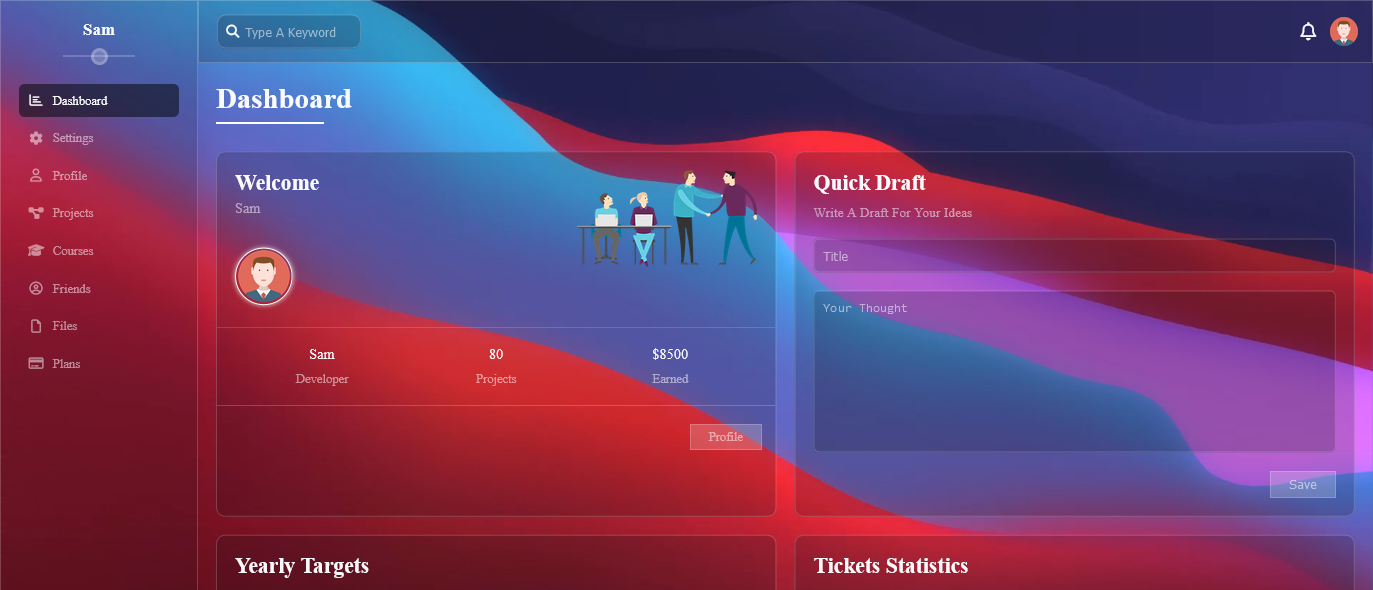 Sam
Dashboard
Settings
Profile
Projects
Courses
Friends
Files
Plans
Type A Keyword
Dashboard
Welcome
Sam
Sam
Developer
80
Projects
$8500
Earned
Profile
Quick Draft
Write A Draft For Your Ideas
Title
Your Thought
Save
Yearly Targets
Tickets Statistics